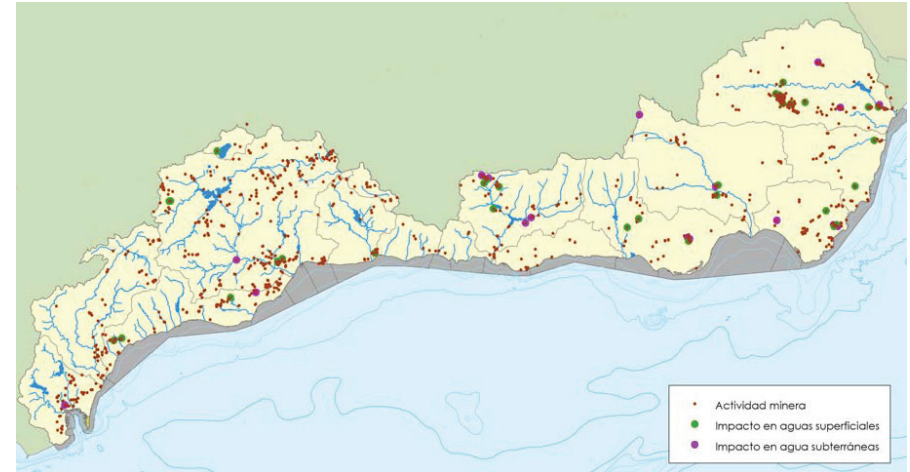 Actividad minera
Impacto en aguas superficiales
Impacto en agua subterráneas